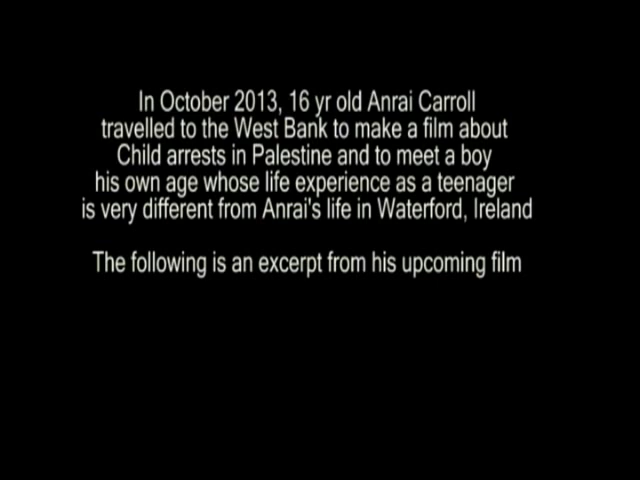 In October 2013, 16 yr old Anrai Carroll
travelled to the West Bank to make a film about
Child arrests in Palestine and to meet a boy
his own age whose life experience as a teenager
is very different from Anrai's life in Waterford, Ireland
The following is an excerpt from his upcoming film